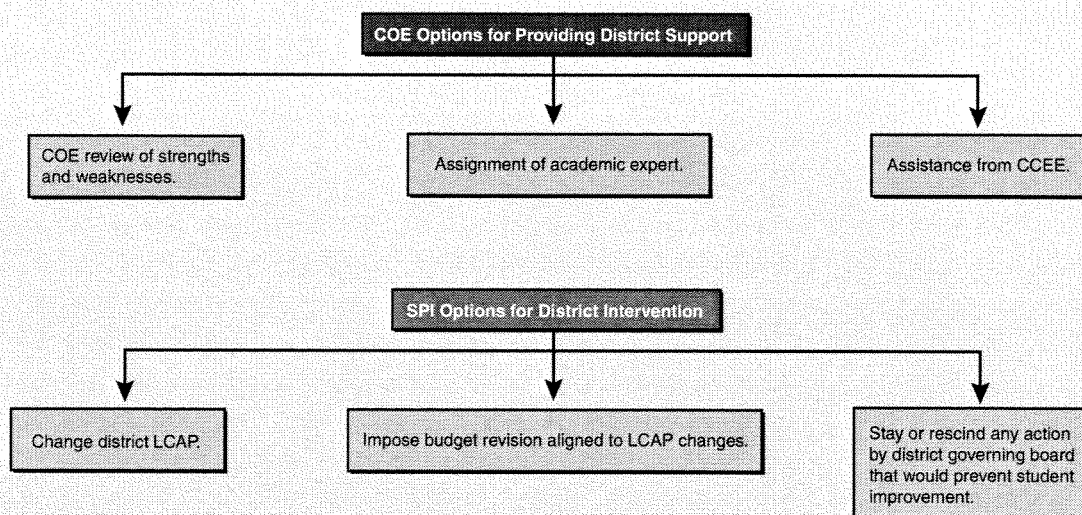 COE Options for Providing District Support
COE review of strengths
and weaknesses.
Assignment of academic expert.
Assistance from CCEE.
SPI Options for District Intervention
Change district LCAP.
Impose budget revision aligned to LCAP changes.
Stay or rescind any action
by district governing board
that would prevent student
improvement.